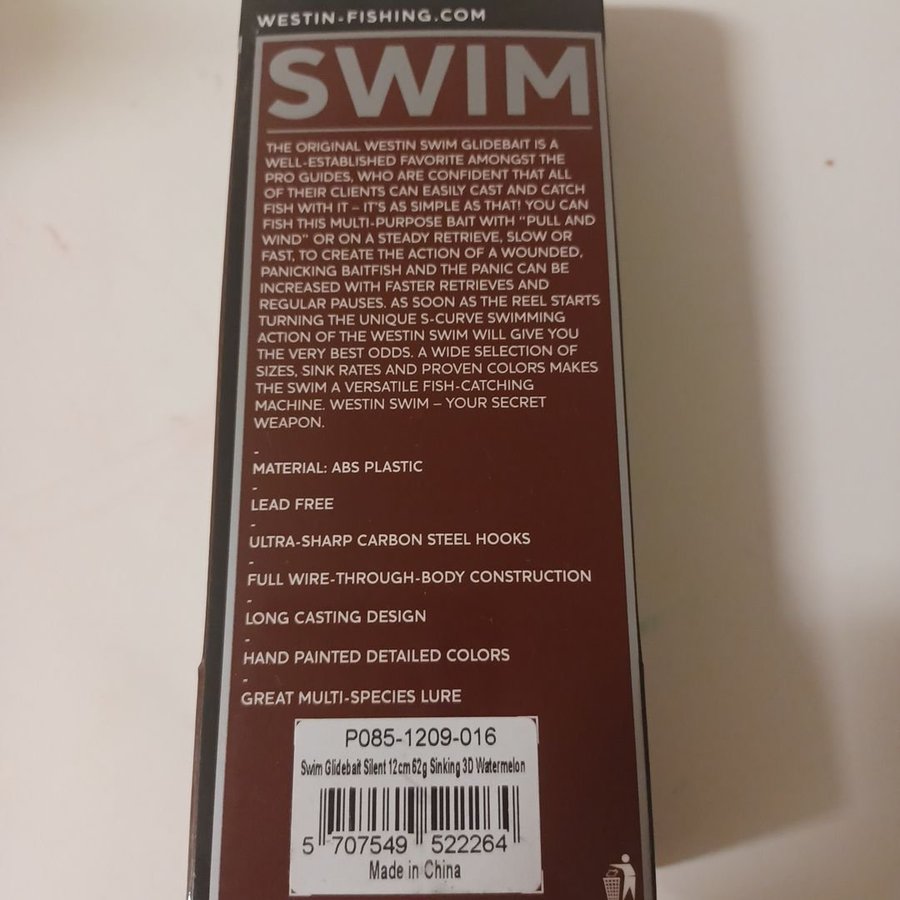 WESTIN-FISHING.COM
SWIM
THE ORIGINAL WESTIN SWIM GLIDEBAIT IS A
WELL-ESTABLISHED FAVORITE AMONGST THE
PRO GUIDES, WHO ARE CONFIDENT THAT ALL
OF THEIR CLIENTS CAN EASILY CAST AND CATCH
FISH WITH IT – IT'S AS SIMPLE AS THAT! YOU CAN
FISH THIS MULTI-PURPOSE BAIT WITH "PULL AND
WIND" OR ON A STEADY RETRIEVE, SLOW OR
FAST, TO CREATE THE ACTION OF A WOUNDED,
PANICKING BAITFISH AND THE PANIC CAN BE
INCREASED WITH FASTER RETRIEVES AND
REGULAR PAUSES. AS SOON AS THE REEL STARTS
TURNING THE UNIQUE S-CURVE SWIMMING
ACTION OF THE WESTIN SWIM WILL GIVE YOU
THE VERY BEST ODDS. A WIDE SELECTION OF
SIZES, SINK RATES AND PROVEN COLORS MAKES
THE SWIM A VERSATILE FISH-CATCHING
MACHINE. WESTIN SWIM – YOUR SECRET
WEAPON.
-
MATERIAL: ABS PLASTIC
-
LEAD FREE
-
ULTRA-SHARP CARBON STEEL HOOKS
-
FULL WIRE-THROUGH-BODY CONSTRUCTION
-
LONG CASTING DESIGN
-
HAND PAINTED DETAILED COLORS
-
GREAT MULTI-SPECIES LURE
P085-1209-016
Swim Glidebait Silent 12cm 62g Sinking 3D Watermelon
5 707549 522264
Made in China